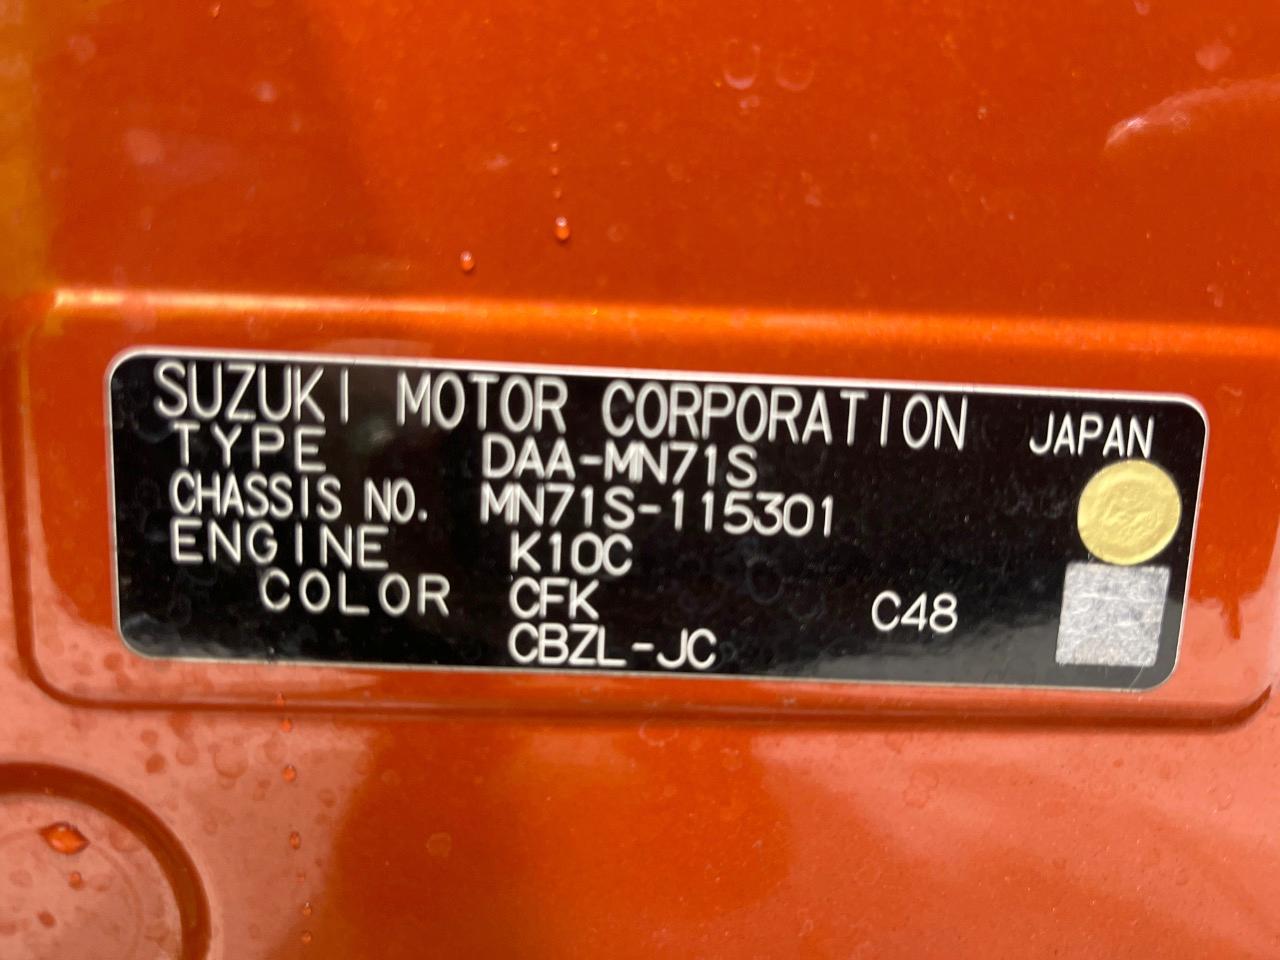 SUZUKI MOTOR CORPORATION JAPAN
TYPE DAA-MN71S
CHASSIS NO. MN71S-115301
ENGINE K10C
COLOR CFK C48
CBZL-JC